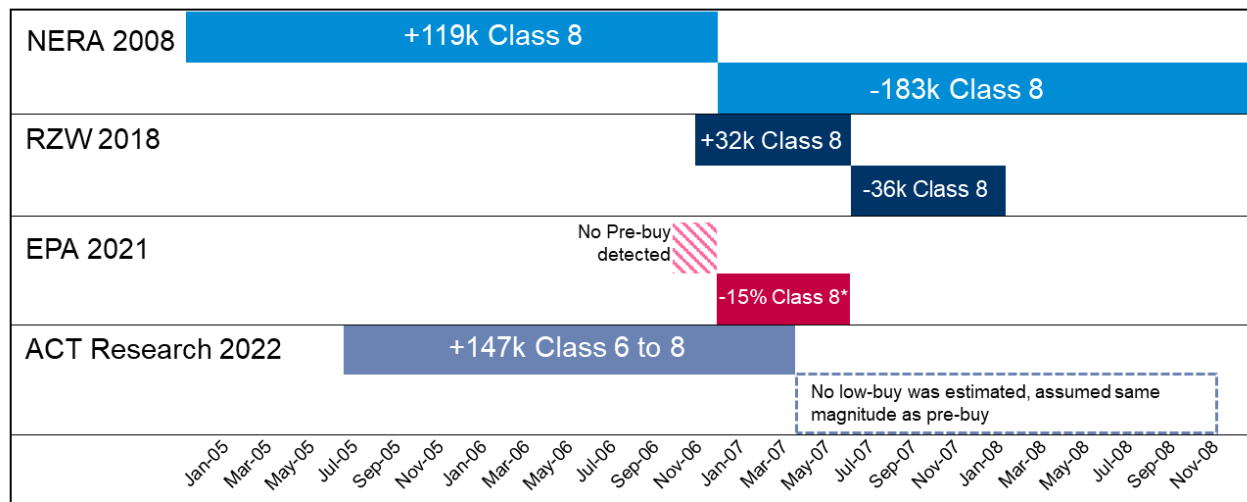 NERA 2008
+119k Class 8
-183k Class 8
RZW 2018
+32k Class 8
-36k Class 8
EPA 2021
No Pre-buy
detected
-15% Class 8*
ACT Research 2022
+147k Class 6 to 8
No low-buy was estimated, assumed same
magnitude as pre-buy
Jan-05
Mar-05
May-05
Jul-05
Sep-05
Nov-05
Jan-06
Mar-06
May-06
Jul-06
Sep-06
Nov-06
Jan-07
Mar-07
May-07
Jul-07
Sep-07
Nov-07
Jan-08
Mar-08
May-08
Jul-08
Sep-08
Nov-08